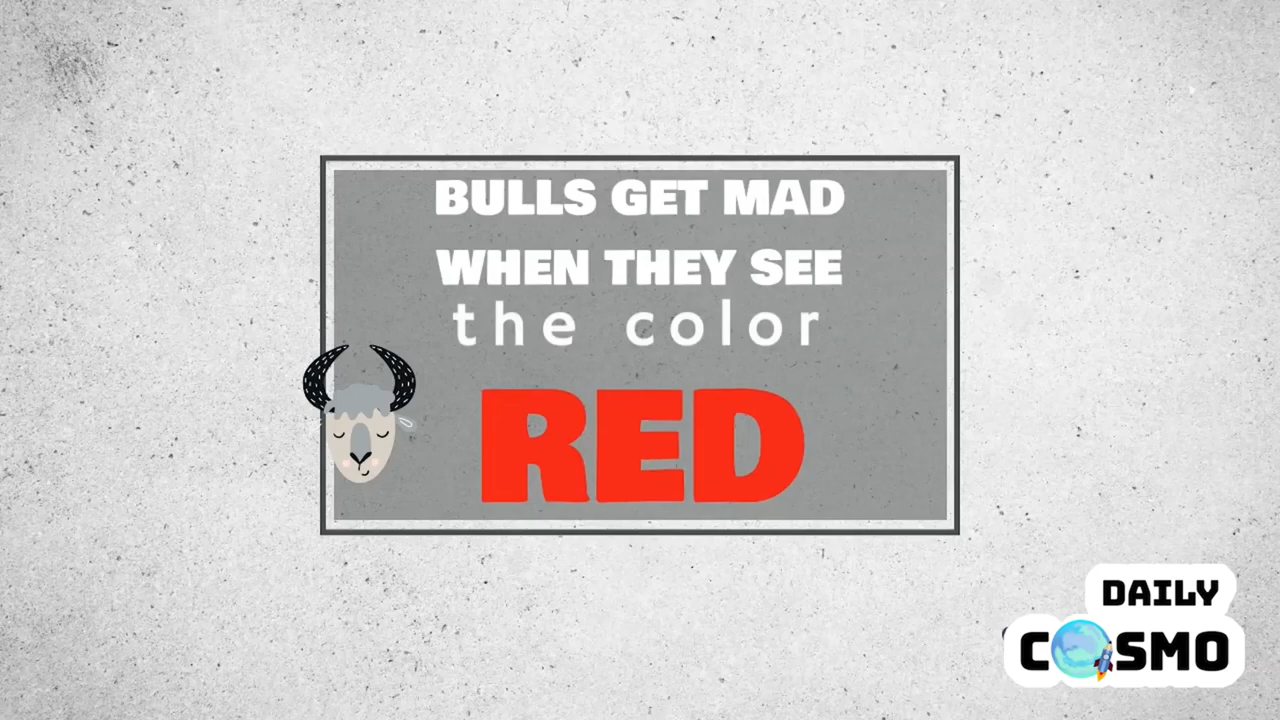 BULLS GET MAD
WHEN THEY SEE
the color
RED
DAILY
COSMO